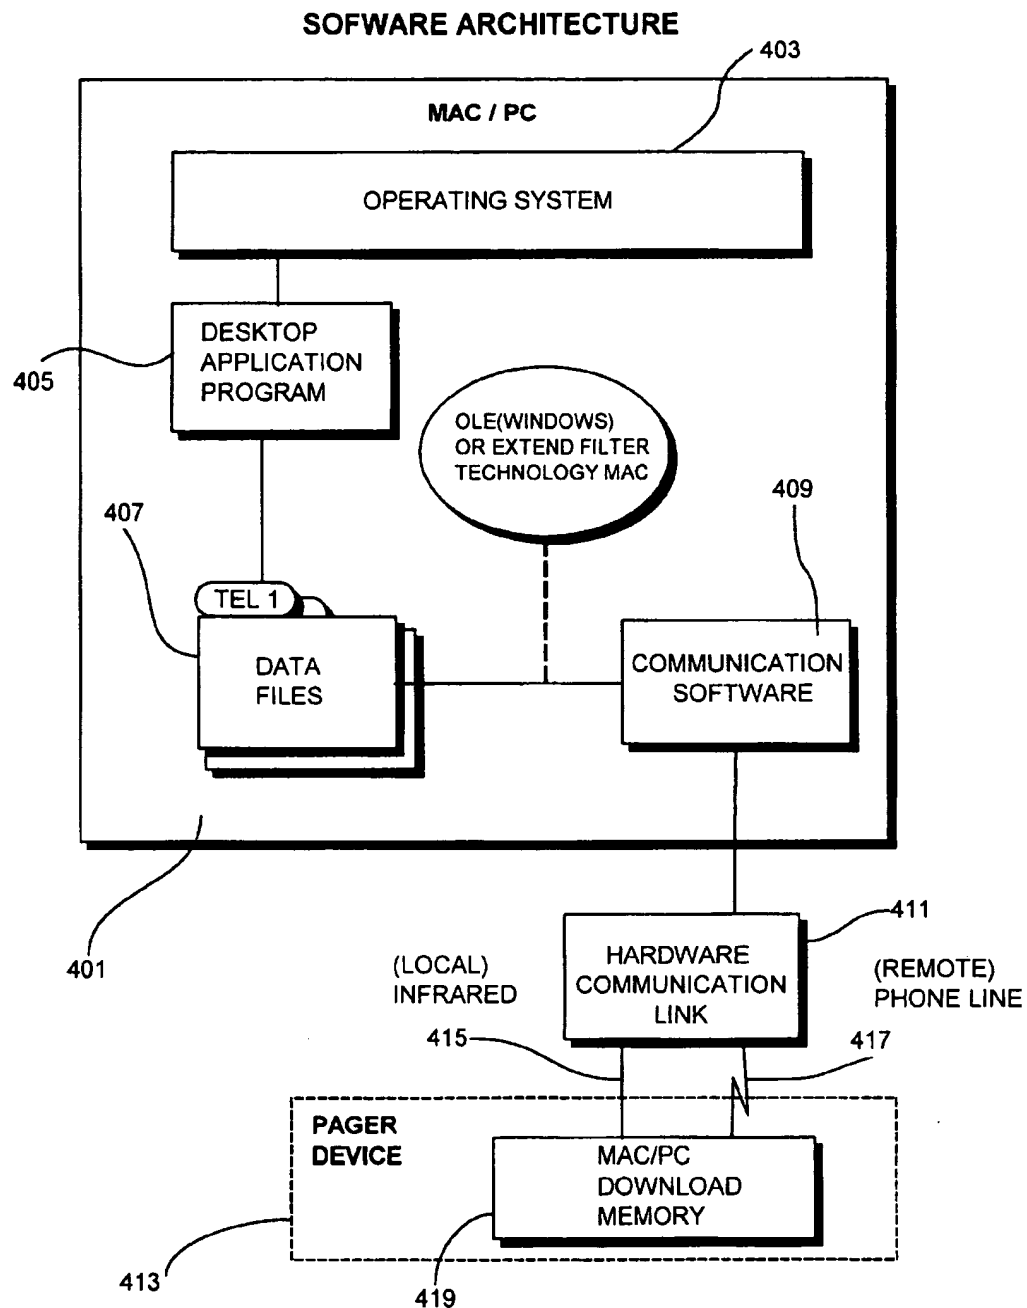 SOFWARE ARCHITECTURE
403
MAC / PC
OPERATING SYSTEM
DESKTOP
APPLICATION
PROGRAM
405
OLE(WINDOWS)
OR EXTEND FILTER
TECHNOLOGY MAC
407
409
TEL 1
DATA
FILES
COMMUNICATION
SOFTWARE
401
411
HARDWARE
COMMUNICATION
LINK
(LOCAL)
INFRARED
(REMOTE)
PHONE LINE
415
417
PAGER
DEVICE
MAC/PC
DOWNLOAD
MEMORY
413
419